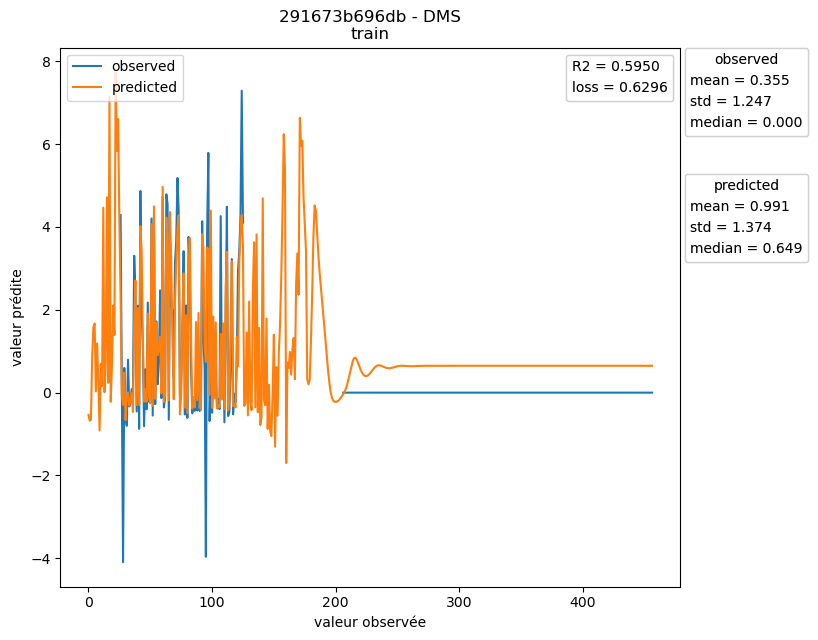 291673b696db - DMS
train
observed
predicted
R2 = 0.5950
loss = 0.6296
observed
mean = 0.355
std = 1.247
median = 0.000
predicted
mean = 0.991
std = 1.374
median = 0.649
valeur prédite
8
6
4
2
0
−2
−4
0
100
200
300
400
valeur observée